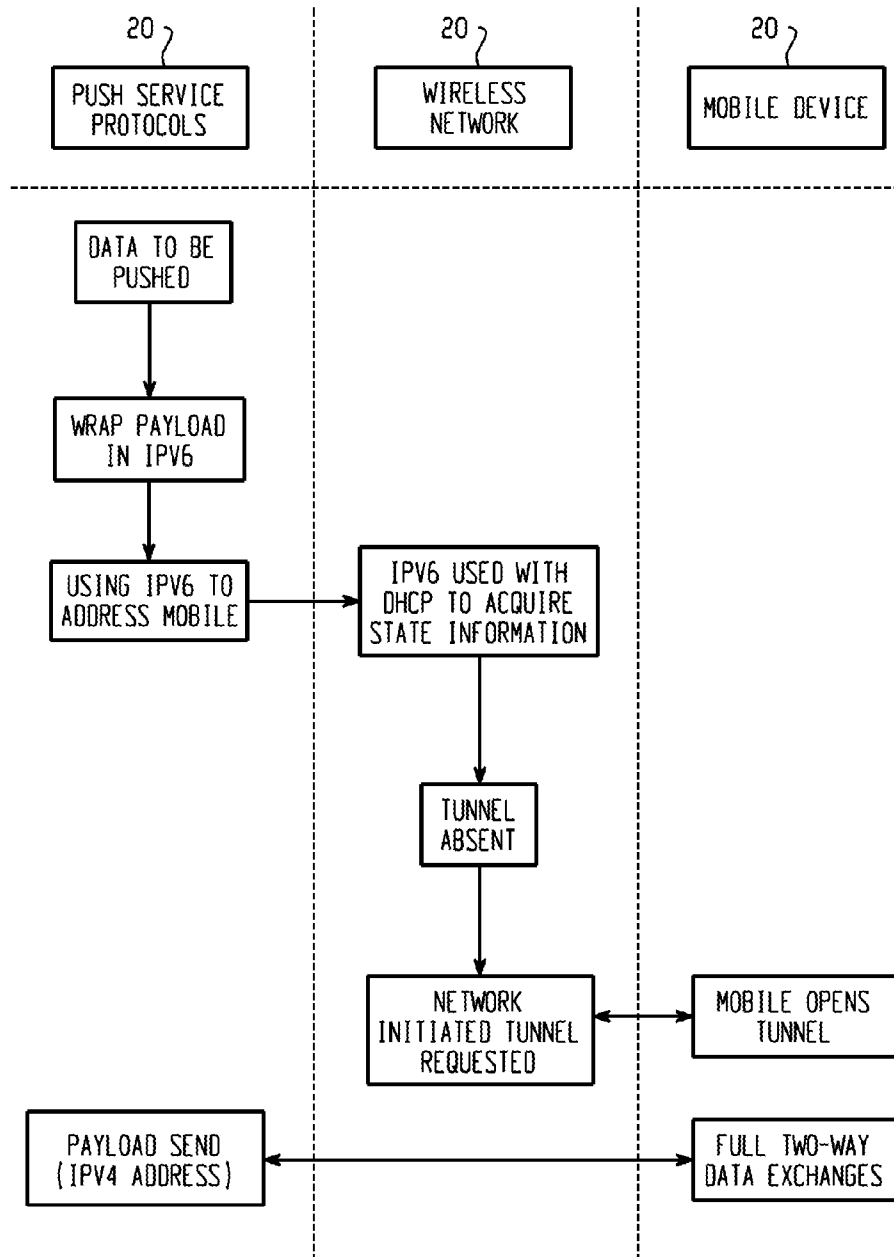 20
20
20
PUSH SERVICE
PROTOCOLS
WIRELESS
NETWORK
MOBILE DEVICE
DATA TO BE
PUSHED
WRAP PAYLOAD
IN IPV6
USING IPV6 TO
ADDRESS MOBILE
IPV6 USED WITH
DHCP TO ACQUIRE
STATE INFORMATION
TUNNEL
ABSENT
NETWORK
INITIATED TUNNEL
REQUESTED
MOBILE OPENS
TUNNEL
PAYLOAD SEND
(IPV4 ADDRESS)
FULL TWO-WAY
DATA EXCHANGES